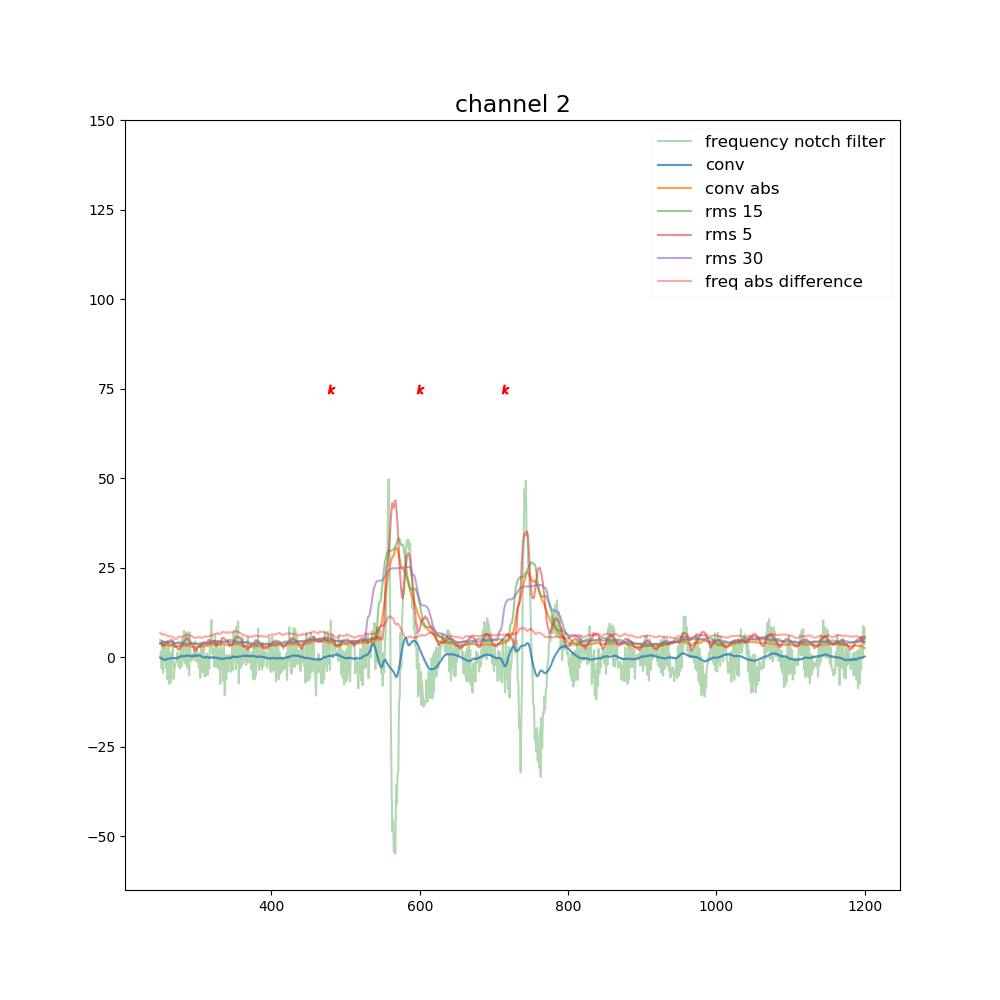 channel 2
150
125
100
75
50
25
0
−25
−50
frequency notch filter
conv
conv abs
rms 15
rms 5
rms 30
freq abs difference
k k k
400 600 800 1000 1200